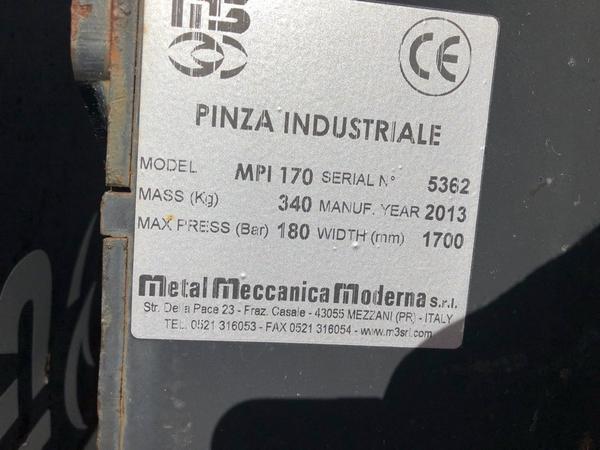 m3
CE
PINZA INDUSTRIALE
MODEL MPI 170 SERIAL N° 5362
MASS (Kg) 340 MANUF. YEAR 2013
MAX PRESS (Bar) 180 WIDTH (mm) 1700
Metal Meccanica Moderna s.r.l.
Str. Della Pace 23 - Fraz. Casale - 43055 MEZZANI (PR) - ITALY
TEL. 0521 316053 - FAX 0521 316054 - www.m3srl.com